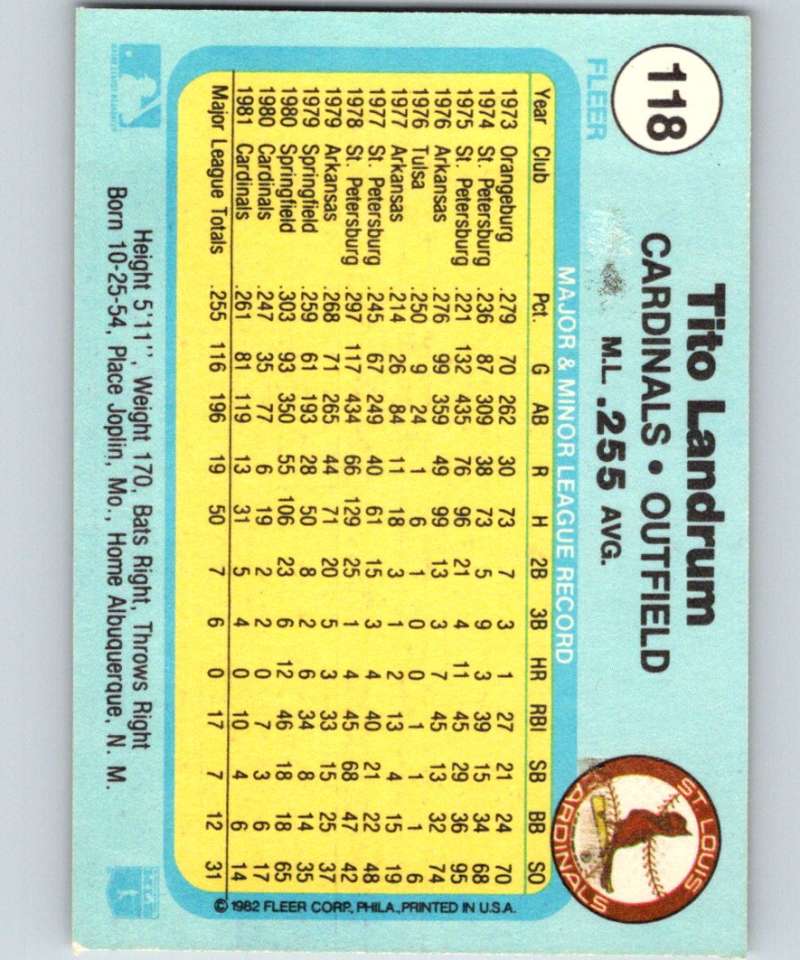 118
FLEER
Tito Landrum
CARDINALS • OUTFIELD
M.L. .255 AVG.
ST. LOUIS
CARDINALS
MAJOR & MINOR LEAGUE RECORD
Year Club Pct. G AB R H 2B 3B HR RBI SB BB SO
1973 Orangeburg .279 70 262 30 73 7 3 1 27 21 24 70
1974 St. Petersburg .236 87 309 38 73 5 9 3 39 15 34 68
1975 St. Petersburg .221 132 435 76 96 21 4 11 45 29 36 95
1976 Arkansas .276 99 359 49 99 13 3 7 45 13 32 74
1976 Tulsa .250 9 24 1 6 1 0 0 1 1 1 6
1977 Arkansas .214 26 84 11 18 3 1 2 13 4 15 19
1977 St. Petersburg .245 67 249 40 61 15 3 4 40 21 22 48
1978 St. Petersburg .297 117 434 66 129 25 1 4 45 68 47 42
1979 Arkansas .268 71 265 44 71 20 5 3 33 15 25 37
1979 Springfield .259 61 193 28 50 8 2 6 34 8 14 35
1980 Springfield .303 93 350 55 106 23 6 12 46 18 18 65
1980 Cardinals .247 35 77 6 19 2 2 0 7 3 6 17
1981 Cardinals .261 81 119 13 31 5 4 0 10 4 6 14
Major League Totals .255 116 196 19 50 7 6 0 17 7 12 31
© 1982 FLEER CORP., PHILA., PRINTED IN U.S.A.
Height 5'11", Weight 170, Bats Right, Throws Right
Born 10-25-54, Place Joplin, Mo., Home Albuquerque, N. M.